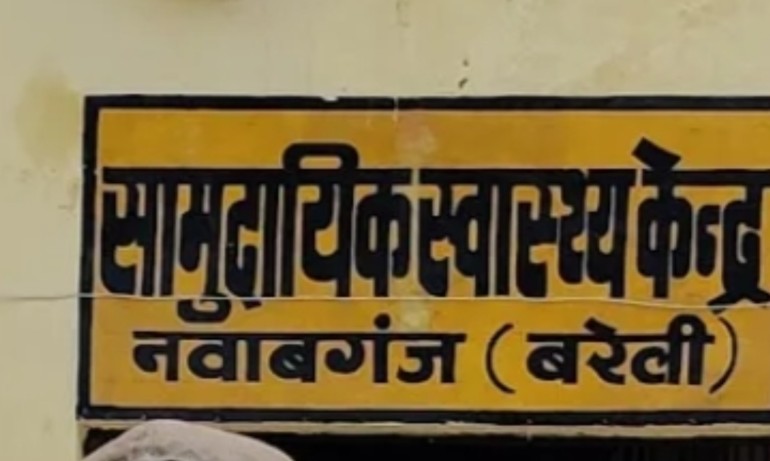 सामुदायिक स्वास्थ्य केन्द्र
नवाबगंज (बरेली)